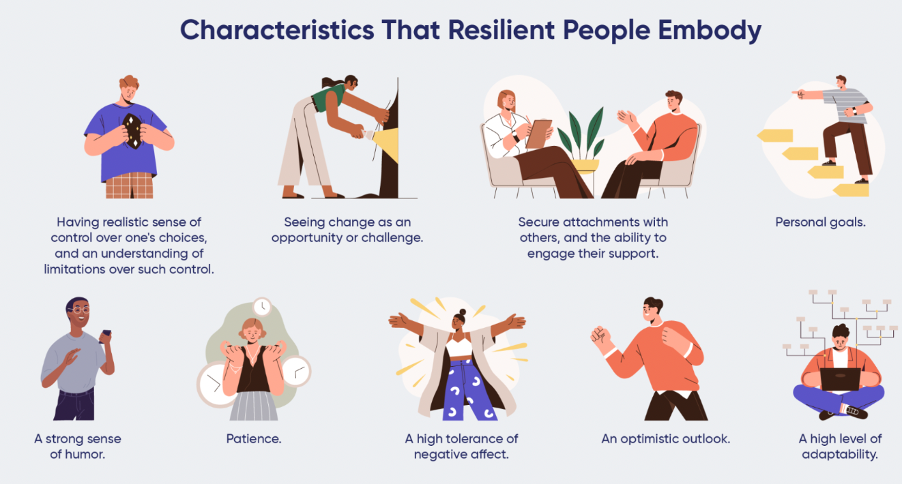 Characteristics That Resilient People Embody
Having realistic sense of
control over one's choices,
and an understanding of
limitations over such control.
Seeing change as an
opportunity or challenge.
Secure attachments with
others, and the ability to
engage their support.
Personal goals.
A strong sense
of humor.
Patience.
A high tolerance of
negative affect.
An optimistic outlook.
A high level of
adaptability.